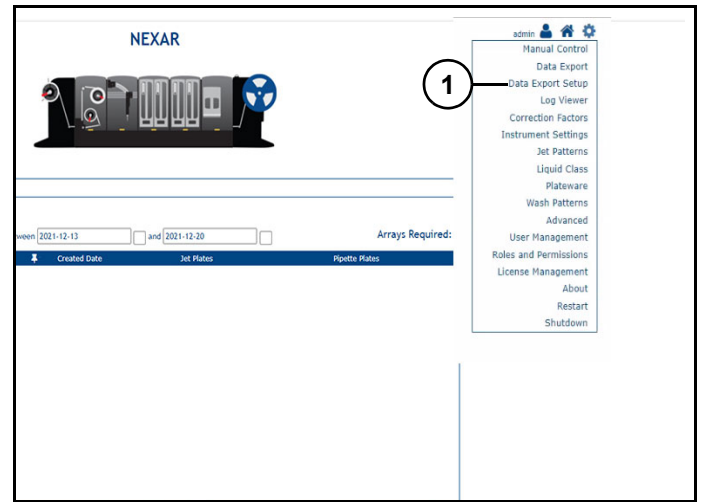 NEXAR
admin
Manual Control
Data Export
1
Data Export Setup
Log Viewer
Correction Factors
Instrument Settings
Jet Patterns
Liquid Class
Plateware
Wash Patterns
Advanced
User Management
Roles and Permissions
License Management
About
Restart
Shutdown
ween 2021-12-13 and 2021-12-20 Arrays Required:
Created Date Jet Plates Pipette Plates